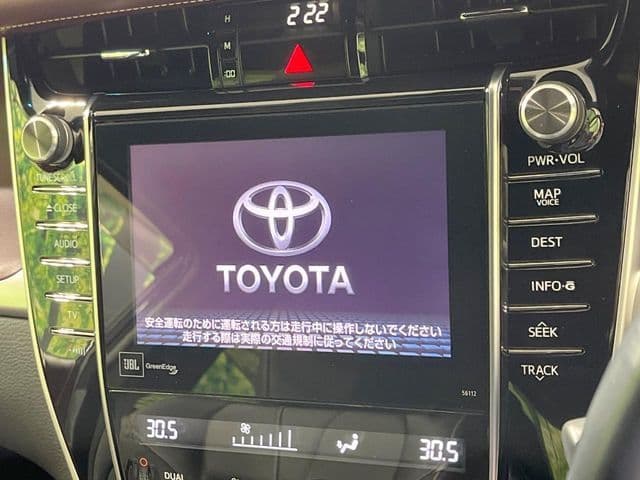 H
2:22
M
:00
TUNE·SCROLL
PWR·VOL
CLOSE
MAP
VOICE
AUDIO
DEST
SETUP
INFO·G
TV
SEEK
TRACK
TOYOTA
安全運転のために運転される方は走行中に操作しないでください
走行する際は実際の交通規制に従ってください
JBL
GreenEdge
56112
30.5
30.5
DUAL